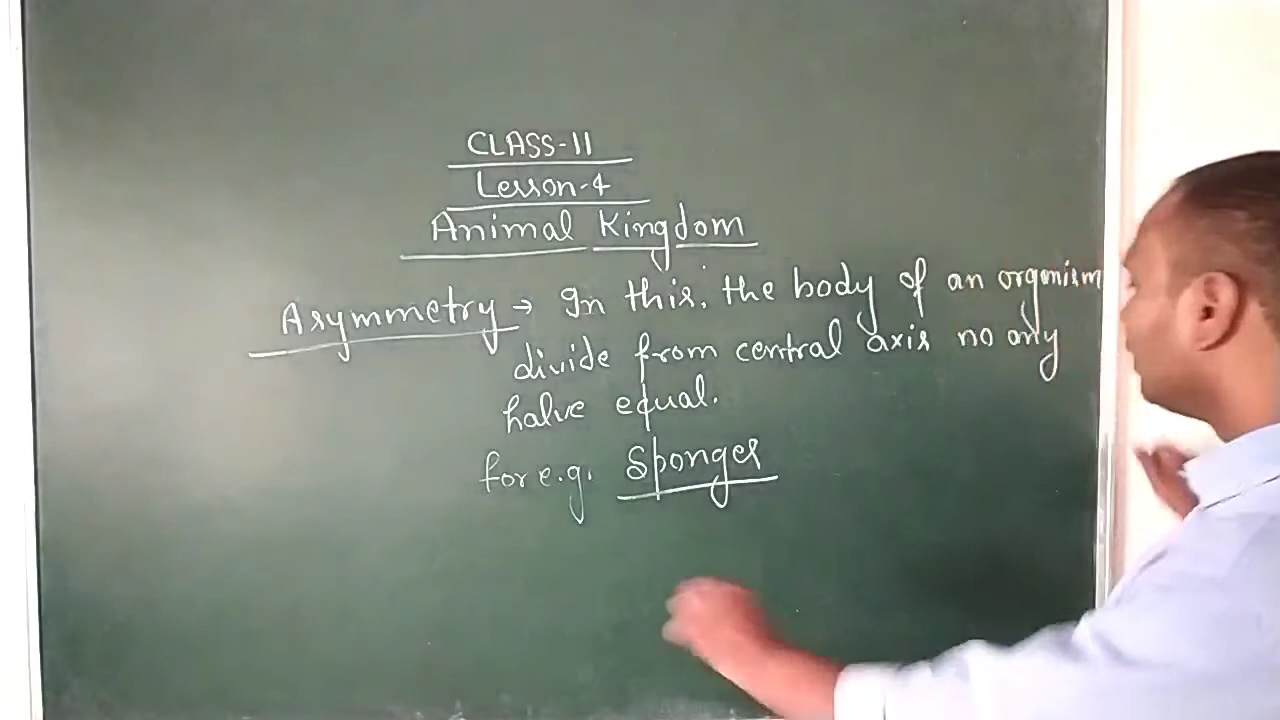 CLASS-11
Lesson-4
Animal Kingdom
Asymmetry → In this, the body of an organism
divide from central axis no any
halve equal.
for e.g. Sponges